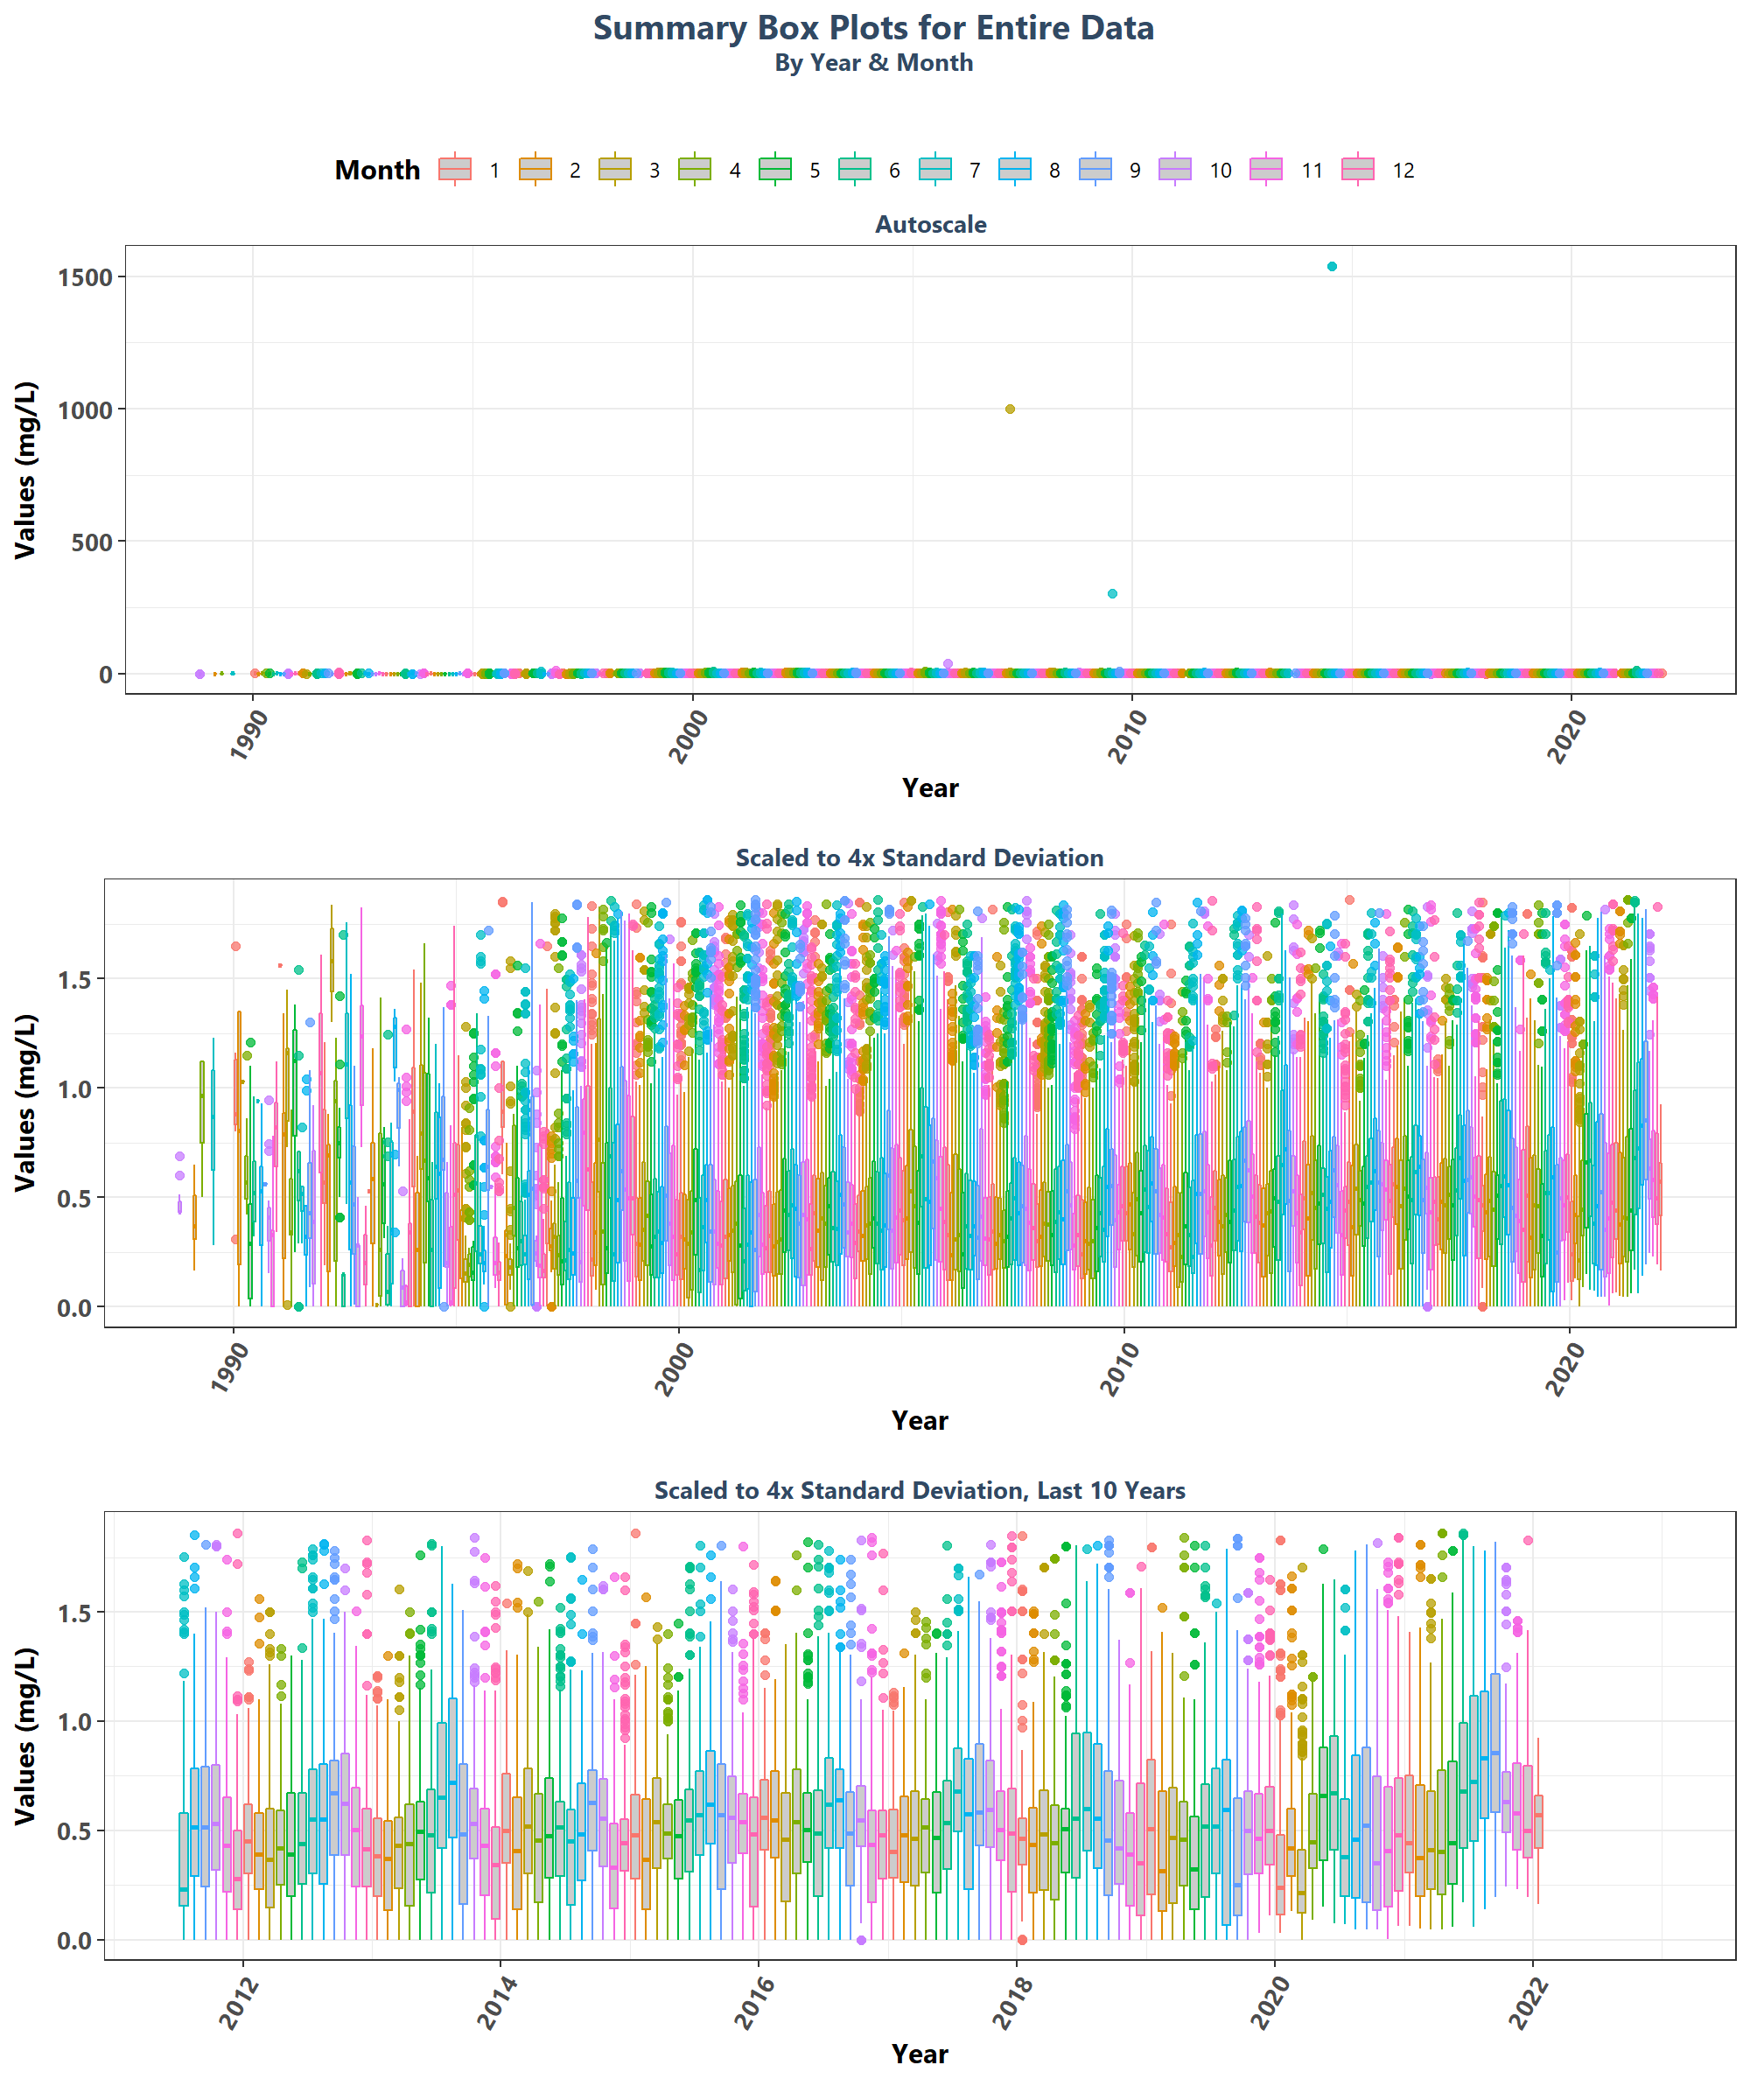 Summary Box Plots for Entire Data
By Year & Month
Month 1 2 3 4 5 6 7 8 9 10 11 12
Autoscale
Values (mg/L)
1500
1000
500
0
1990 2000 2010 2020
Year
Scaled to 4x Standard Deviation
Values (mg/L)
1.5
1.0
0.5
0.0
1990 2000 2010 2020
Year
Scaled to 4x Standard Deviation, Last 10 Years
Values (mg/L)
1.5
1.0
0.5
0.0
2012 2014 2016 2018 2020 2022
Year